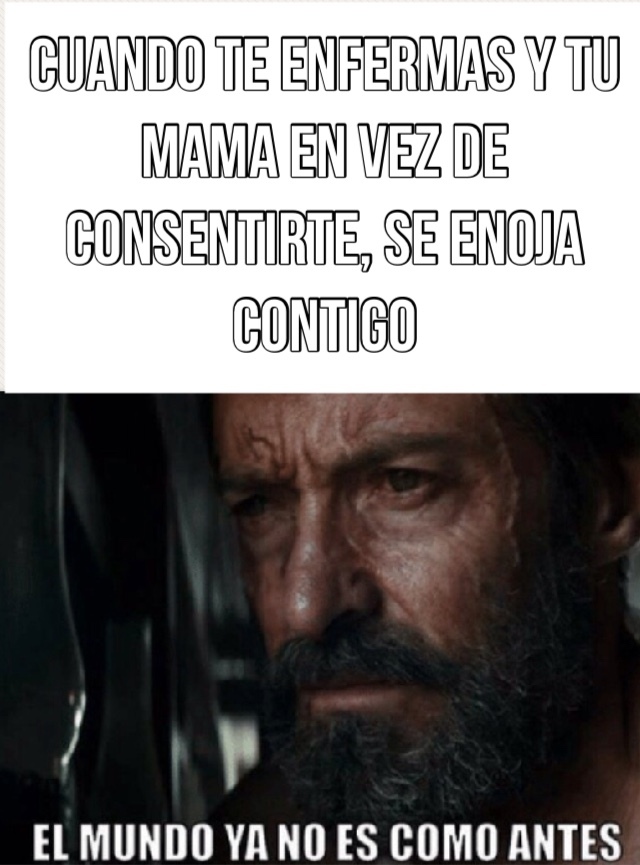 CUANDO TE ENFERMAS Y TU
MAMA EN VEZ DE
CONSENTIRTE, SE ENOJA
CONTIGO
EL MUNDO YA NO ES COMO ANTES